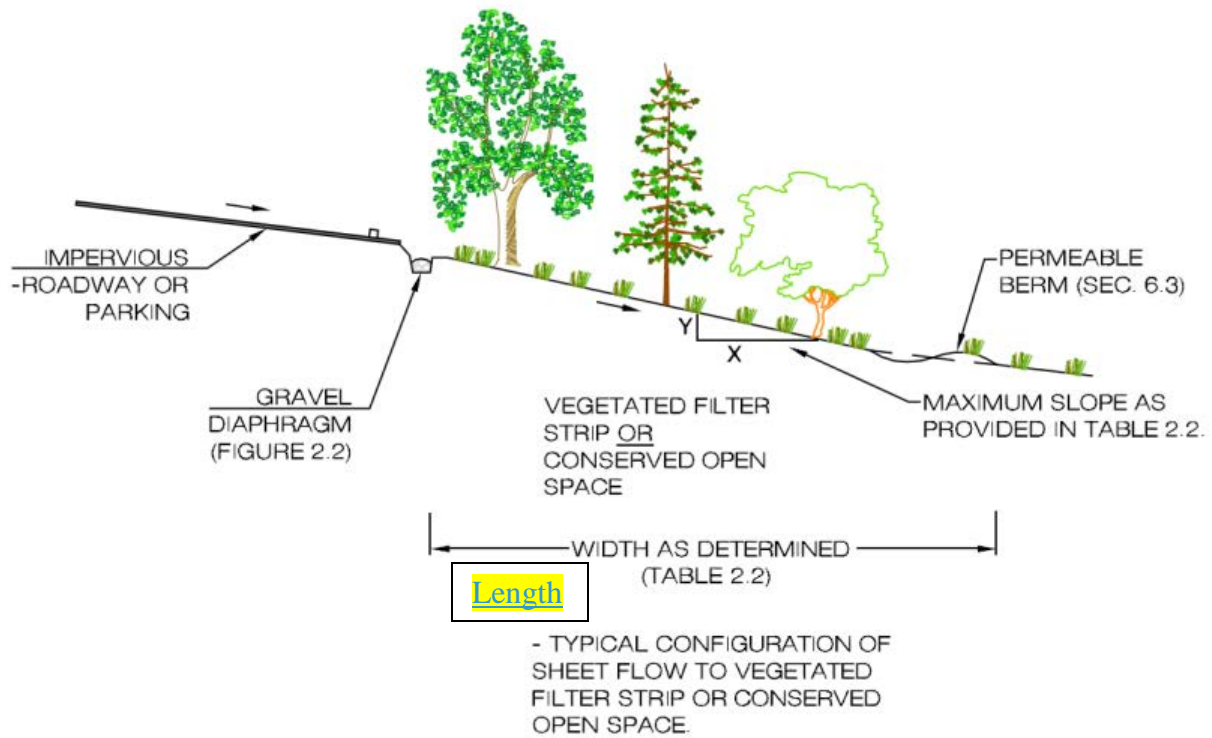 IMPERVIOUS
-ROADWAY OR
PARKING
GRAVEL
DIAPHRAGM
(FIGURE 2.2)
Y
X
PERMEABLE
BERM (SEC. 6.3)
MAXIMUM SLOPE AS
PROVIDED IN TABLE 2.2.
VEGETATED FILTER
STRIP OR
CONSERVED OPEN
SPACE
WIDTH AS DETERMINED
(TABLE 2.2)
Length
- TYPICAL CONFIGURATION OF
SHEET FLOW TO VEGETATED
FILTER STRIP OR CONSERVED
OPEN SPACE.